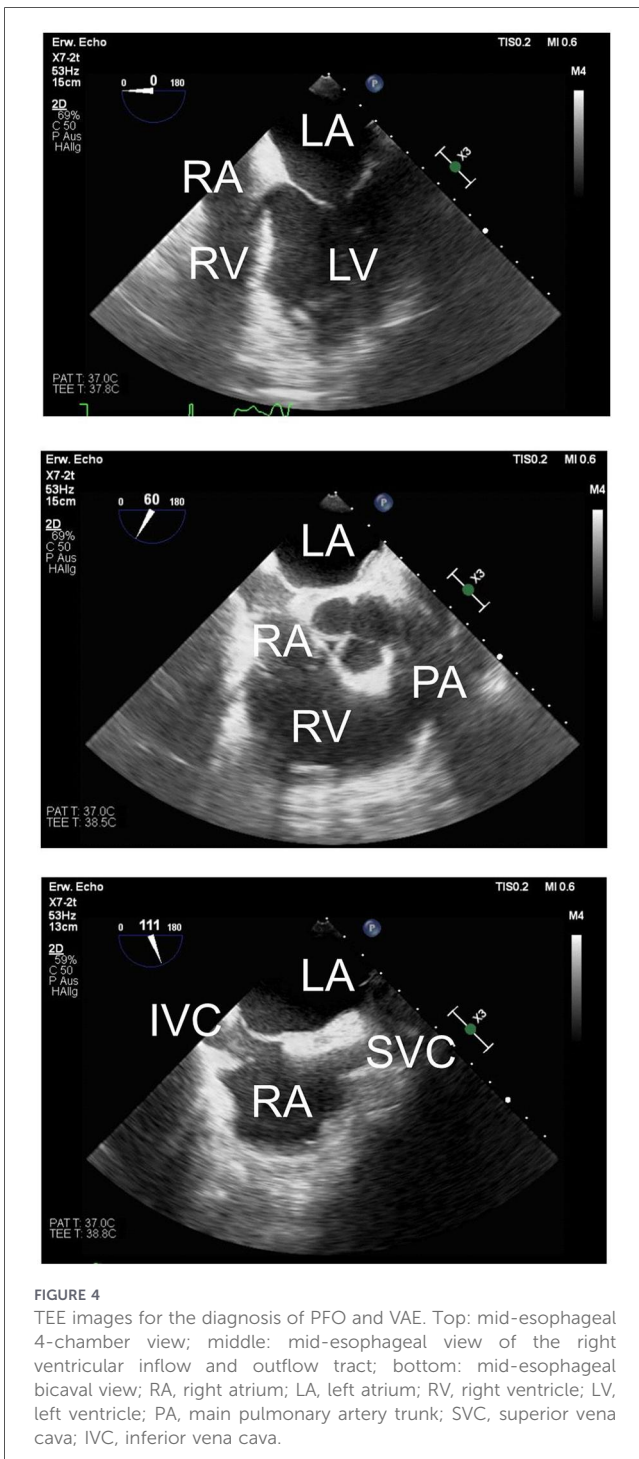 Erw. Echo
TIS0.2 MI 0.6
X7-2t
53Hz
15cm
M4
0 0 180
P
2D
69%
C 50
P Aus
HAllg
X3
LA
RA
RV
LV
PAT T: 37.0C
TEE T: 37.8C
Erw. Echo
TIS0.2 MI 0.6
X7-2t
53Hz
15cm
M4
0 60 180
P
2D
69%
C 50
P Aus
HAllg
X3
LA
RA
PA
RV
PAT T: 37.0C
TEE T: 38.5C
Erw. Echo
TIS0.2 MI 0.6
X7-2t
53Hz
13cm
M4
0 111 180
P
2D
59%
C 50
P Aus
HAllg
X3
LA
IVC
SVC
RA
PAT T: 37.0C
TEE T: 38.8C
FIGURE 4
TEE images for the diagnosis of PFO and VAE. Top: mid-esophageal
4-chamber view; middle: mid-esophageal view of the right
ventricular inflow and outflow tract; bottom: mid-esophageal
bicaval view; RA, right atrium; LA, left atrium; RV, right ventricle; LV,
left ventricle; PA, main pulmonary artery trunk; SVC, superior vena
cava; IVC, inferior vena cava.